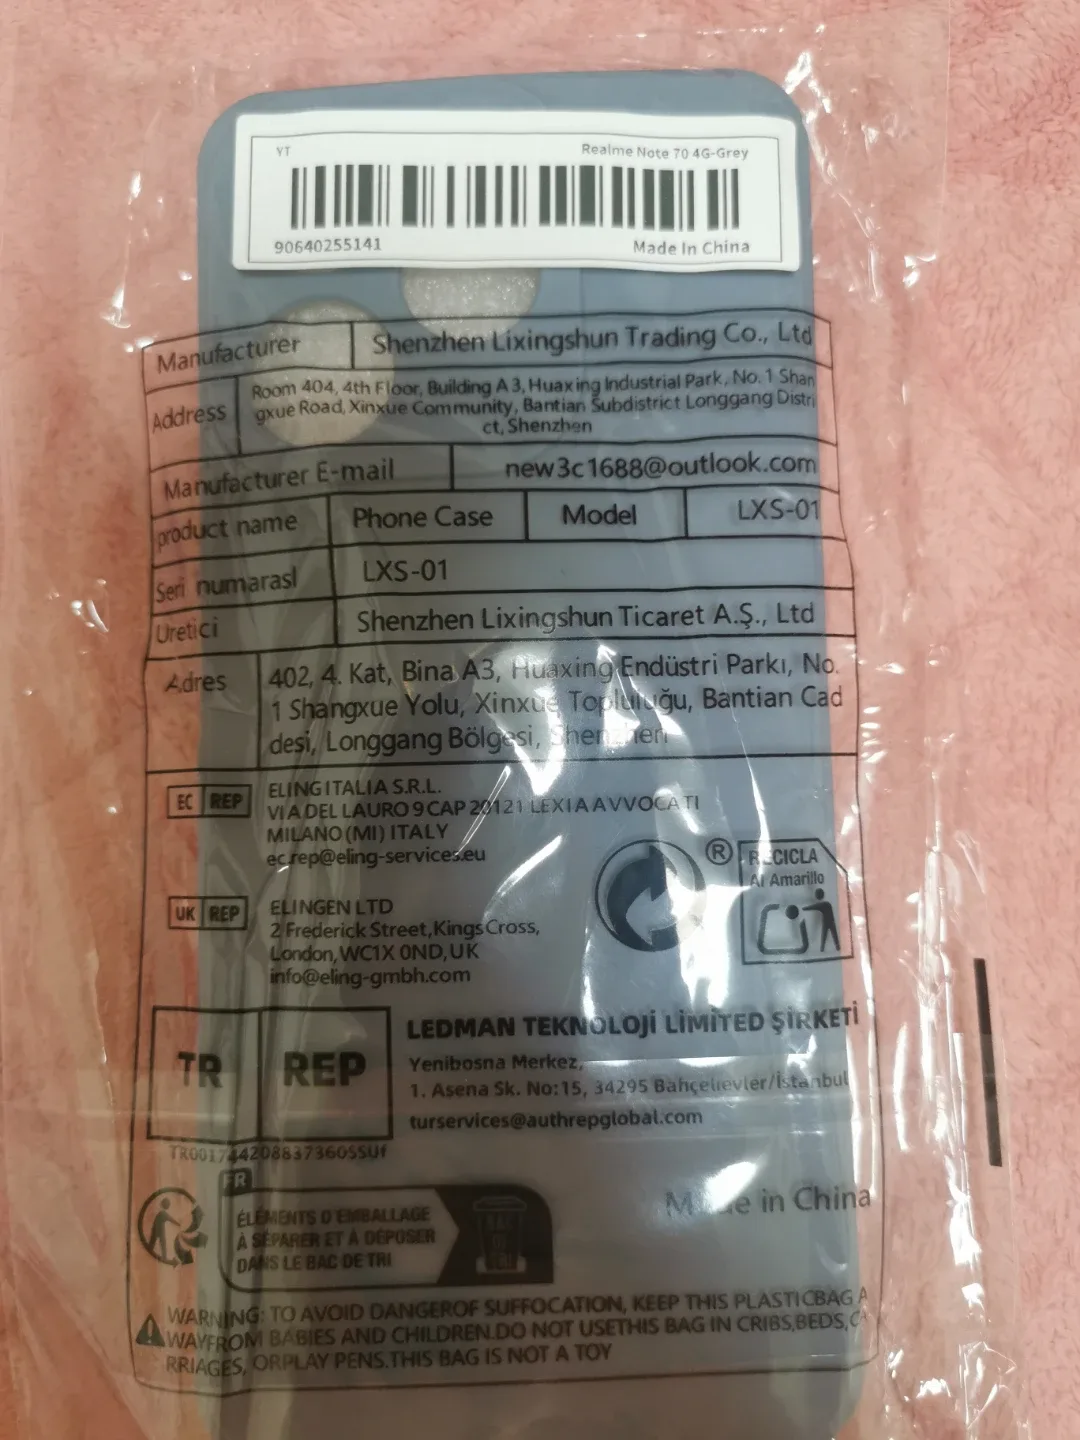 YT
Realme Note 70 4G-Grey
90640255141
Made In China
Manufacturer
Shenzhen Lixingshun Trading Co., Ltd
Address
Room 404, 4th Floor, Building A3, Huaxing Industrial Park, No. 1 Shan
gxue Road, Xinxue Community, Bantian Subdistrict Longgang Distri
ct, Shenzhen
Manufacturer E-mail
new3c1688@outlook.com
product name
Phone Case
Model
LXS-01
Seri numarasl
LXS-01
Uretici
Shenzhen Lixingshun Ticaret A.Ş., Ltd
Adres
402, 4. Kat, Bina A3, Huaxing Endüstri Parkı, No.
1 Shangxue Yolu, Xinxue Topluluğu, Bantian Cad
desi, Longgang Bölgesi, Shenzhen
EC REP
ELINGITALIA S.R.L.
VIA DEL LAURO 9 CAP 20121 LEXIA AVVOCATI
MILANO (MI) ITALY
ec.rep@eling-services.eu
UK REP
ELINGEN LTD
2 Frederick Street, Kings Cross,
London, WC1X 0ND, UK
info@eling-gmbh.com
®
RECICLA
Al Amarillo
TR REP
LEDMAN TEKNOLOJi LİMİTED ŞİRKETİ
Yenibosna Merkez,
1. Asena Sk. No:15, 34295 Bahçelievler/İstanbul
turservices@authrepglobal.com
FR
ÉLÉMENTS D'EMBALLAGE
À SÉPARER ET À DÉPOSER
DANS LE BAC DE TRI
BAC
DE
TRI
Made in China
WARNING: TO AVOID DANGEROF SUFFOCATION, KEEP THIS PLASTICBAG A
WAYFROM BABIES AND CHILDREN.DO NOT USETHIS BAG IN CRIBS,BEDS,CA
RRIAGES, ORPLAY PENS.THIS BAG IS NOT A TOY